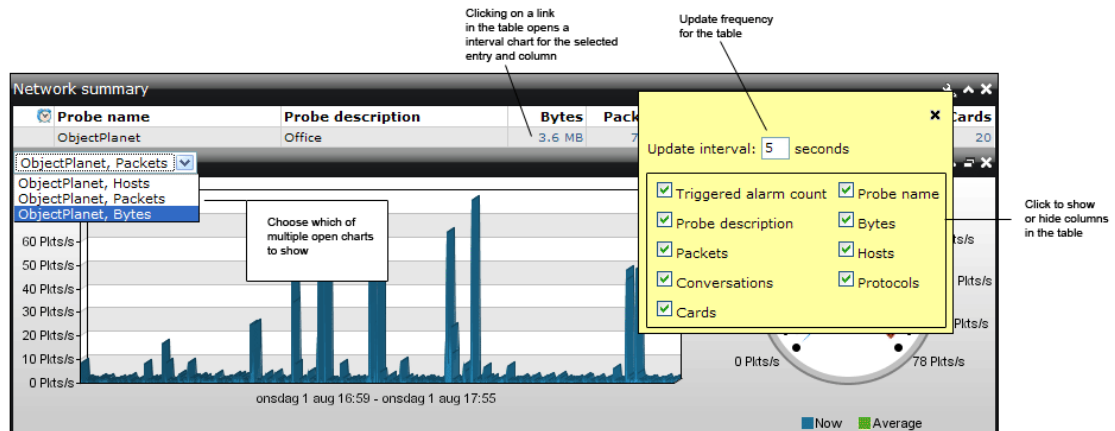 Clicking on a link
in the table opens a
interval chart for the selected
entry and column
Update frequency
for the table
Network summary
Probe name Probe description Bytes Pack Cards
ObjectPlanet Office 3.6 MB 7 20
Update interval: 5 seconds
ObjectPlanet, Packets
ObjectPlanet, Hosts
ObjectPlanet, Packets
ObjectPlanet, Bytes
Choose which of
multiple open charts
to show
Triggered alarm count Probe name
Probe description Bytes
Packets Hosts
Conversations Protocols
Cards
Click to show
or hide columns
in the table
60 Pkts/s
50 Pkts/s
40 Pkts/s
30 Pkts/s
20 Pkts/s
10 Pkts/s
0 Pkts/s
onsdag 1 aug 16:59 - onsdag 1 aug 17:55
ts/s
Pkts/s
Pkts/s
0 Pkts/s 78 Pkts/s
Now Average